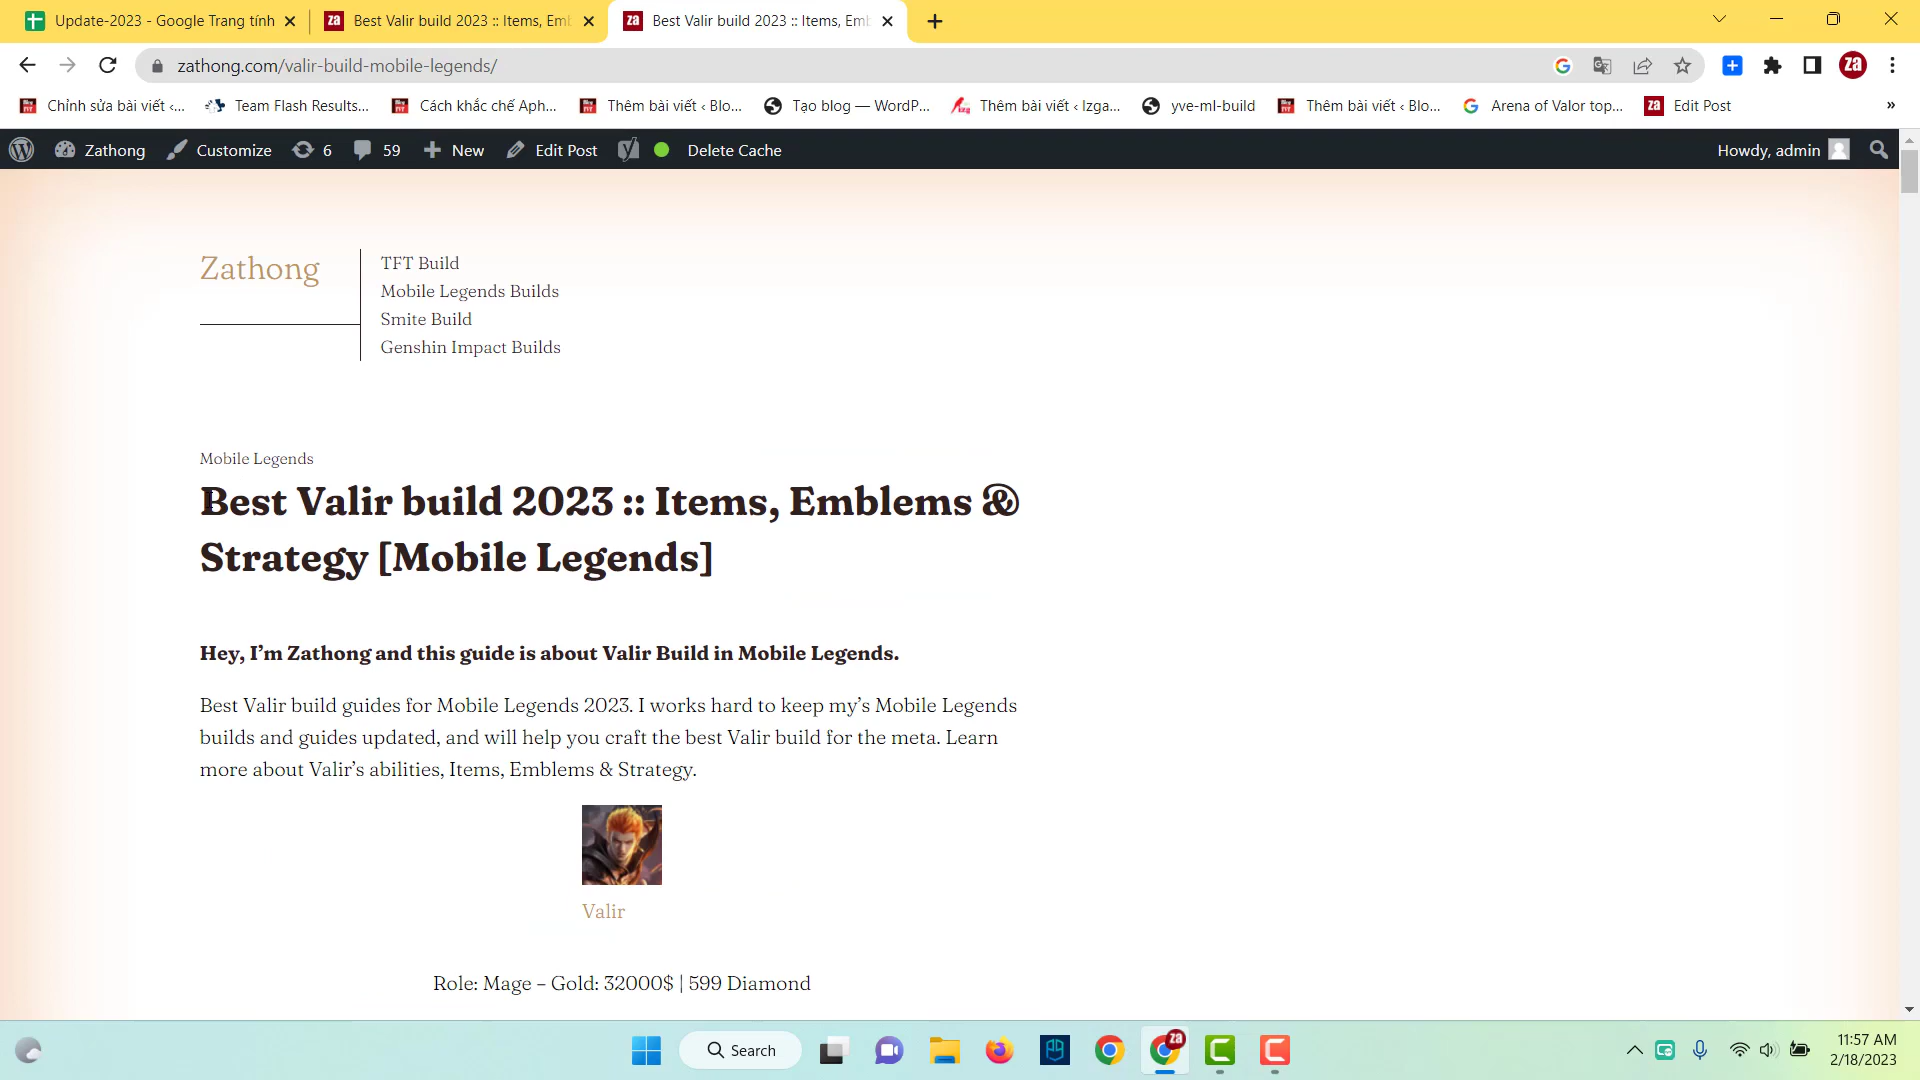 Update-2023 - Google Trang tính
Best Valir build 2023 :: Items, Emb
Best Valir build 2023 :: Items, Emb
zathong.com/valir-build-mobile-legends/
Chỉnh sửa bài viết ‹...
Team Flash Results...
Cách khắc chế Aph...
Thêm bài viết ‹ Blo...
Tạo blog — WordP...
Thêm bài viết ‹ Izga...
yve-ml-build
Thêm bài viết ‹ Blo...
Arena of Valor top...
Edit Post
»
Zathong
Customize
6
59
New
Edit Post
Delete Cache
Howdy, admin
Zathong
TFT Build
Mobile Legends Builds
Smite Build
Genshin Impact Builds
Mobile Legends
Best Valir build 2023 :: Items, Emblems &
Strategy [Mobile Legends]
Hey, I’m Zathong and this guide is about Valir Build in Mobile Legends.
Best Valir build guides for Mobile Legends 2023. I works hard to keep my’s Mobile Legends
builds and guides updated, and will help you craft the best Valir build for the meta. Learn
more about Valir’s abilities, Items, Emblems & Strategy.
Valir
Role: Mage – Gold: 32000$ | 599 Diamond
Search
11:57 AM
2/18/2023